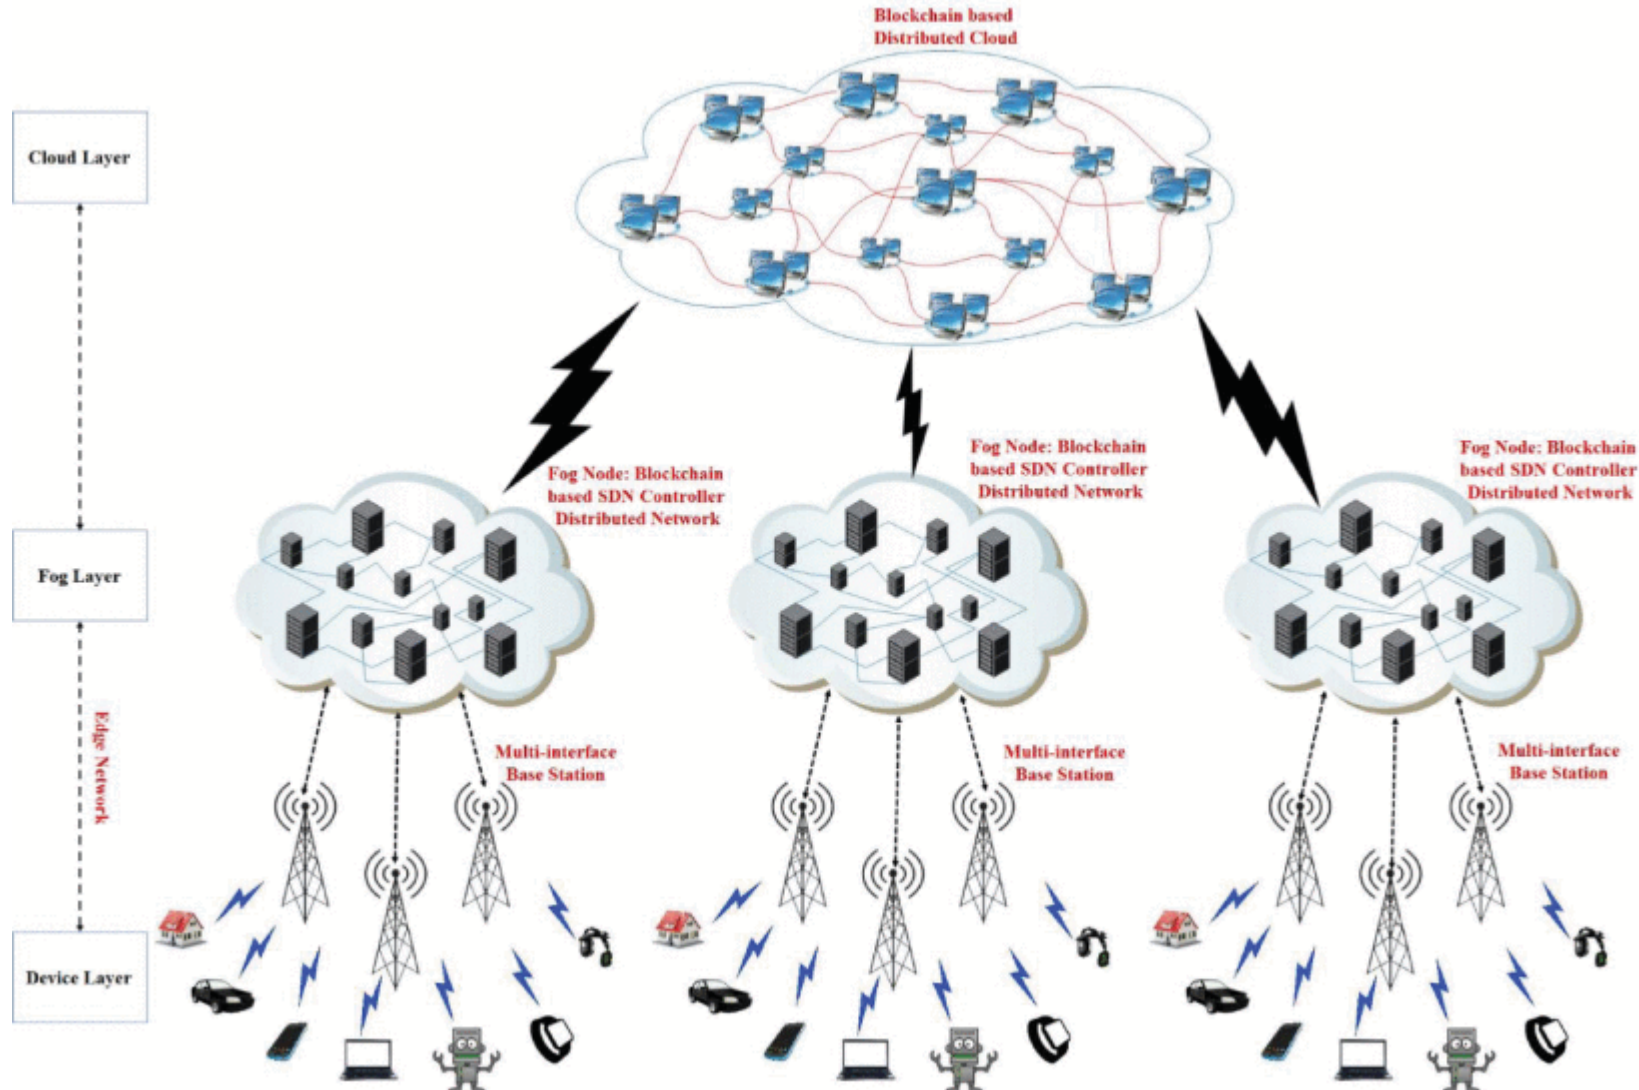 Blockchain based
Distributed Cloud
Cloud Layer
Fog Node: Blockchain
based SDN Controller
Distributed Network
Fog Node: Blockchain
based SDN Controller
Distributed Network
Fog Node: Blockchain
based SDN Controller
Distributed Network
Fog Layer
Edge Network
Multi-interface
Base Station
Multi-interface
Base Station
Multi-interface
Base Station
Device Layer